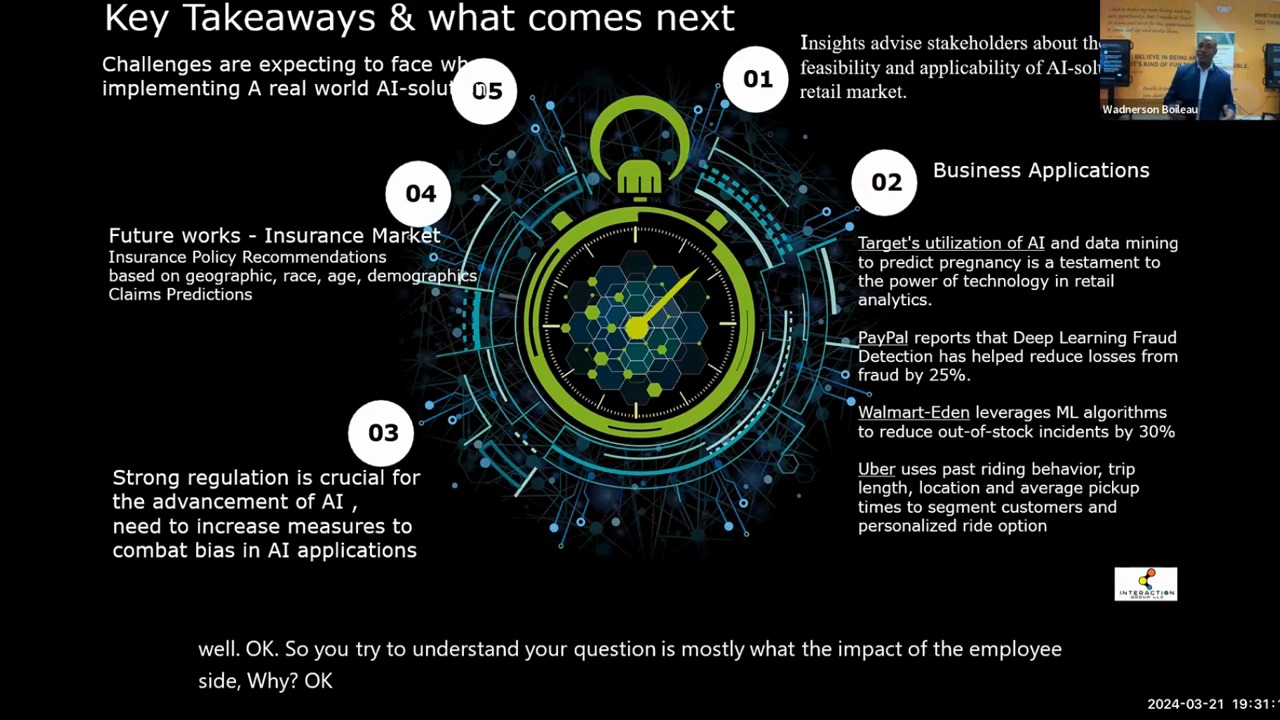 Key Takeaways & what comes next
Challenges are expecting to face
implementing A real world
05
01
Insights advise stakeholders about
feasibility and applicability of
retail market.
Wadnerson Boileau
04
02
Business Applications
Future works - Insurance Market
Insurance Policy Recommendations
based on geographic, race, age, demographics
Claims Predictions
Target's utilization of AI and data mining
to predict pregnancy is a testament to
the power of technology in retail
analytics.
PayPal reports that Deep Learning Fraud
Detection has helped reduce losses from
fraud by 25%.
Walmart-Eden leverages ML algorithms
to reduce out-of-stock incidents by 30%
Uber uses past riding behavior, trip
length, location and average pickup
times to segment customers and
personalized ride option
03
Strong regulation is crucial for
the advancement of AI ,
need to increase measures to
combat bias in AI applications
INTERACTION
GROUP LLC
well. OK. So you try to understand your question is mostly what the impact of the employee
side, Why? OK
2024-03-21 19:31: